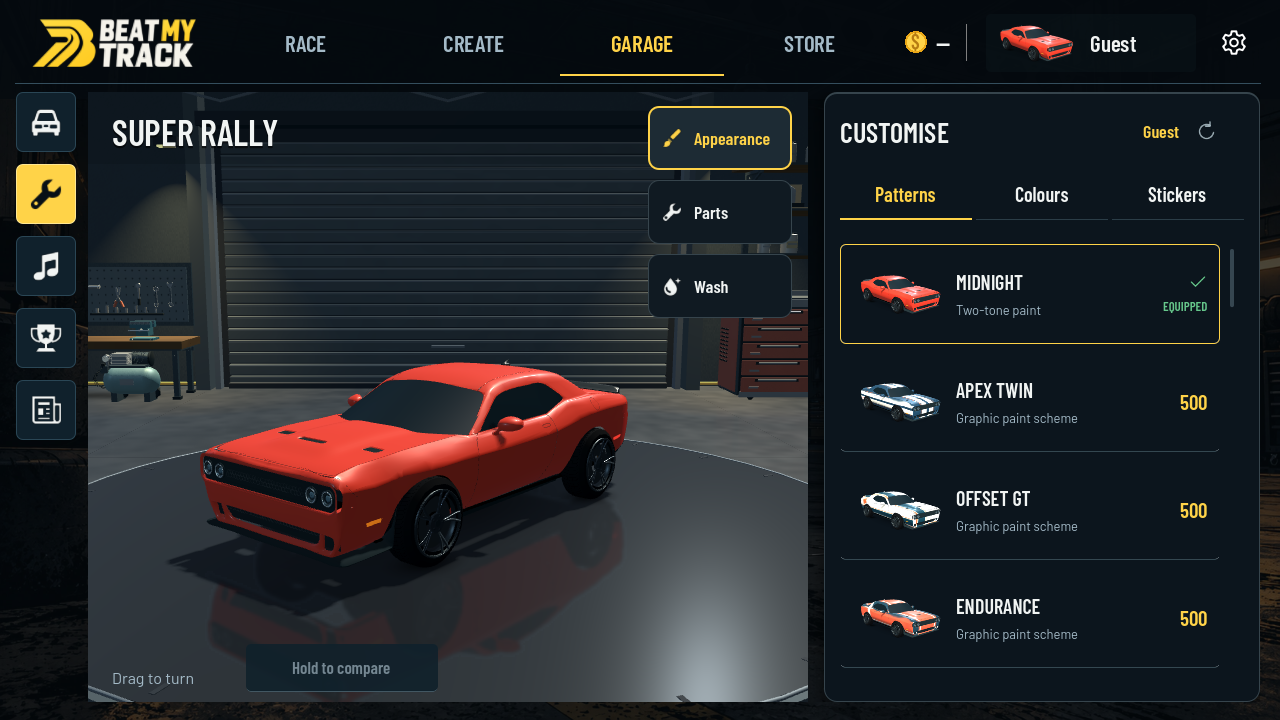 BEATMY
TRACK
RACE
CREATE
GARAGE
STORE
–
Guest
SUPER RALLY
Appearance
Parts
Wash
Drag to turn
Hold to compare
CUSTOMISE
Guest
Patterns
Colours
Stickers
MIDNIGHT
Two-tone paint
EQUIPPED
APEX TWIN
Graphic paint scheme
500
OFFSET GT
Graphic paint scheme
500
ENDURANCE
Graphic paint scheme
500